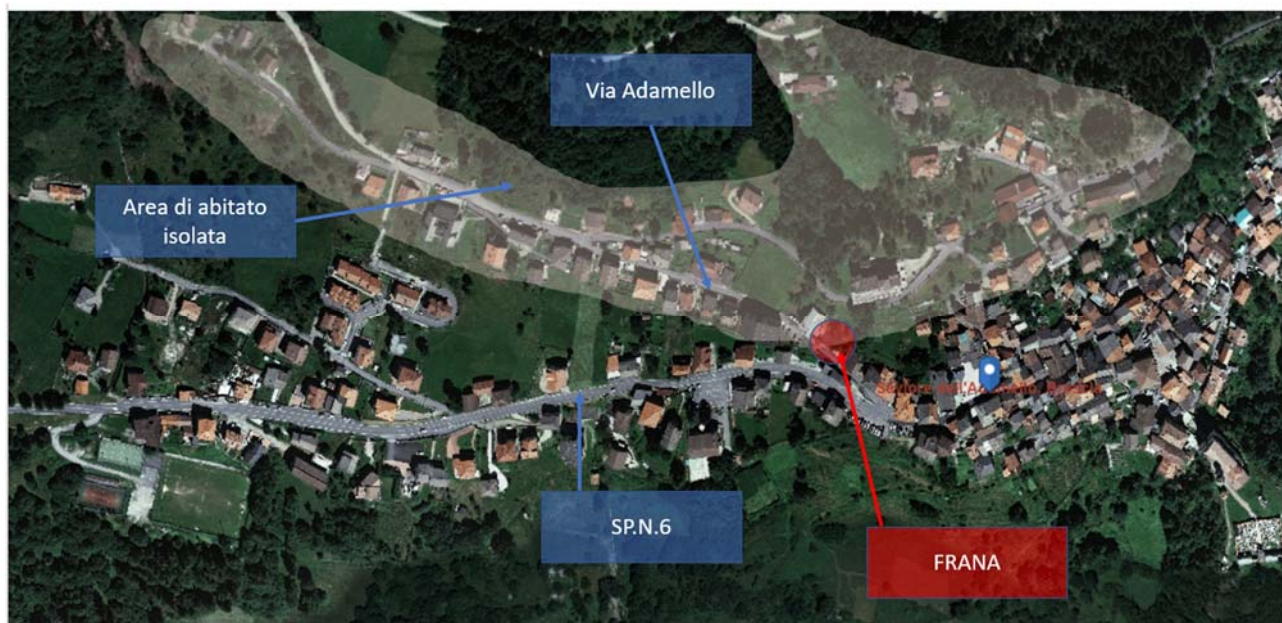 Via Adamello
Area di abitato
isolata
SP.N.6
FRANA